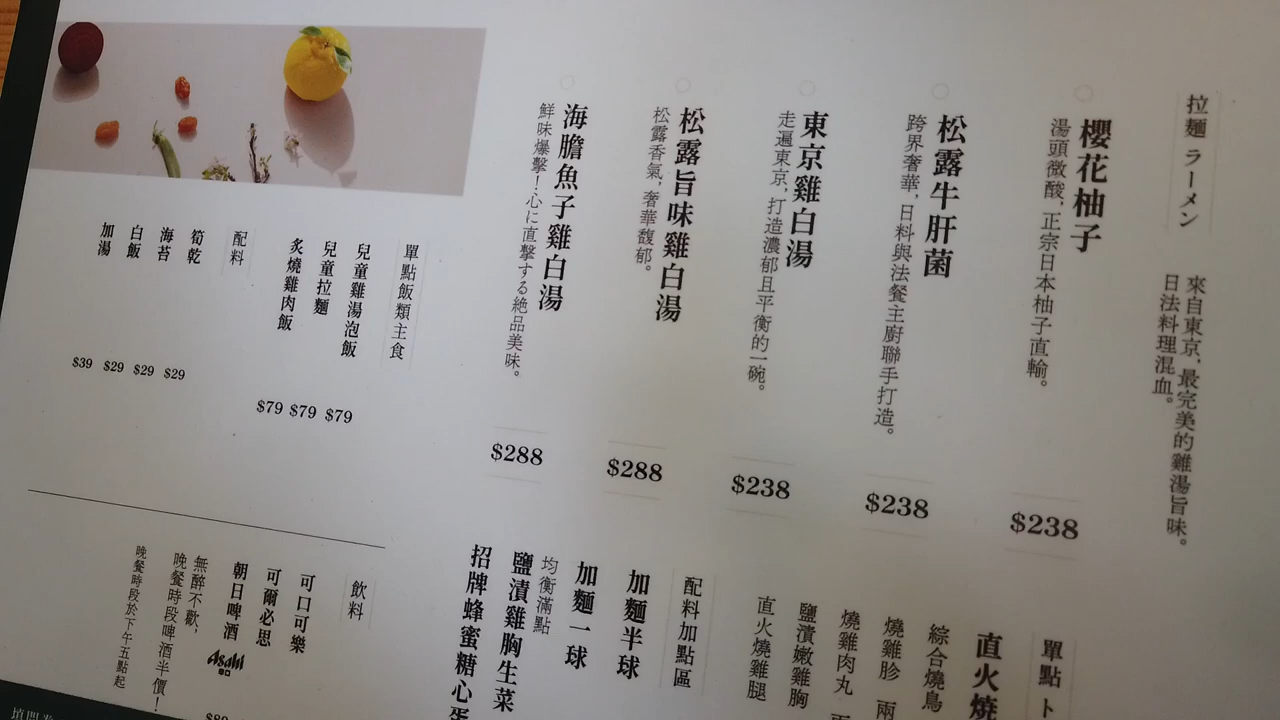 拉麵 ラーメン
來自東京，最完美的雞湯旨味。
日法料理混血。
櫻花柚子
湯頭微酸，正宗日本柚子直輸。
$238
松露牛肝菌
跨界奢華，日料與法餐主廚聯手打造。
$238
東京雞白湯
走遍東京，打造濃郁且平衡的一碗。
$238
松露旨味雞白湯
松露香氣，奢華馥郁。
$288
海膽魚子雞白湯
鮮味爆擊！心に直擊する絶品美味。
$288
單點飯類主食
兒童雞湯泡飯
$79
兒童拉麵
$79
炙燒雞肉飯
$79
配料
筍乾
$29
海苔
$29
白飯
$29
加湯
$39
單點 ト
直火燒
綜合燒鳥
燒雞胗 兩
燒雞肉丸
鹽漬嫩雞胸
直火燒雞腿
配料加點區
加麵半球
加麵一球
均衡滿點
鹽漬雞胸生菜
招牌蜂蜜糖心蛋
飲料
可口可樂
可爾必思
朝日啤酒
Asahi
無醉不歡，
晚餐時段啤酒半價！
晚餐時段於下午五點起